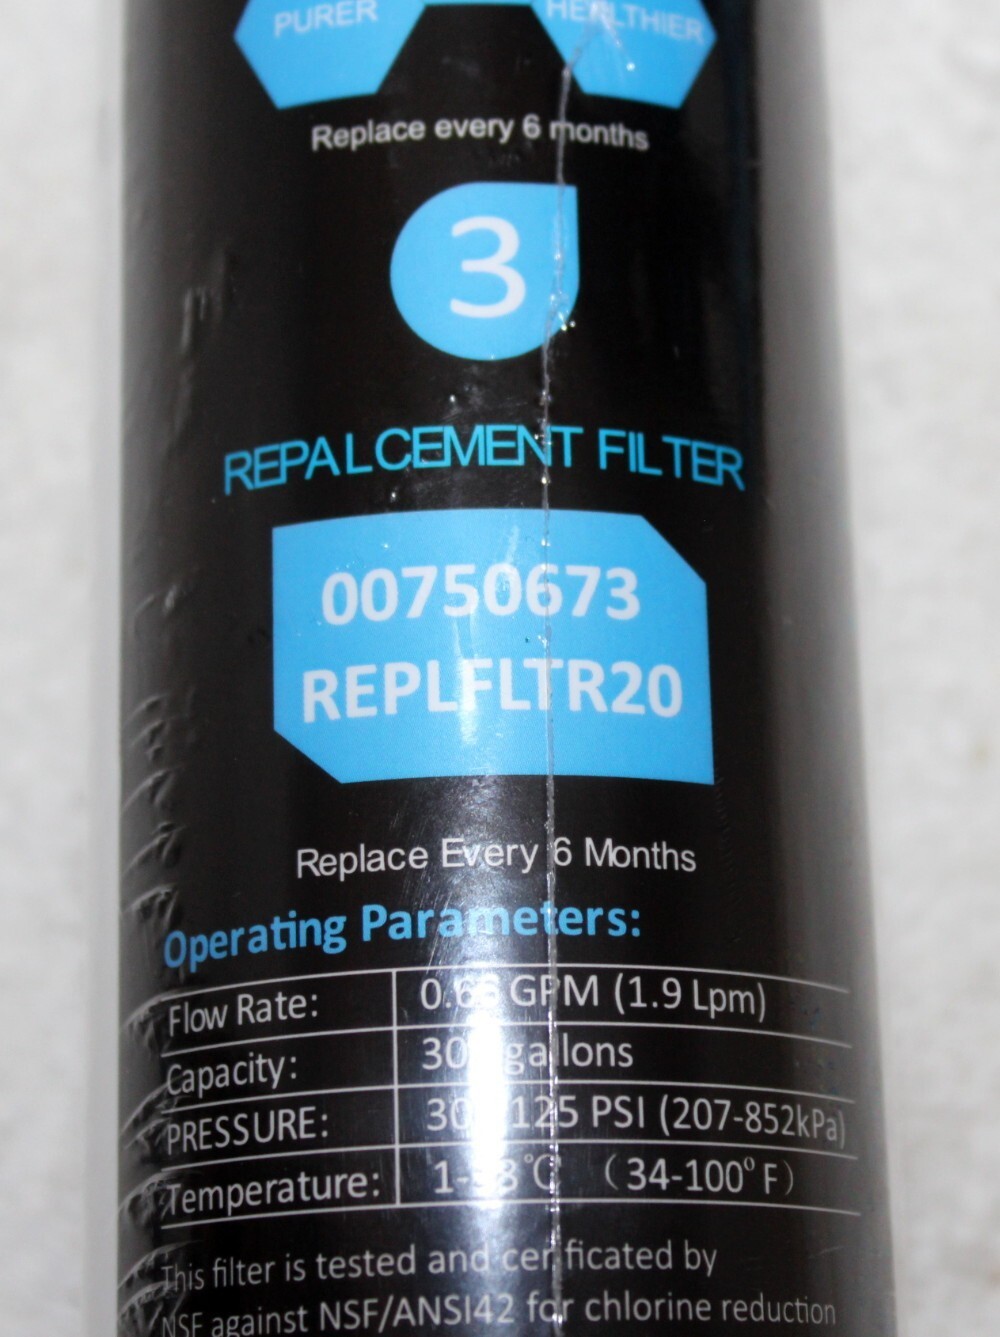 PURER
HEALTHIER
Replace every 6 months
3
REPALCEMENT FILTER
00750673
REPLFLTR20
Replace Every 6 Months
Operating Parameters:
Flow Rate: GPM (1.9 Lpm)
Capacity: gallons
PRESSURE: 125 PSI (207-852kPa)
Temperature: (34-100°F)
This filter is tested and certificated by
NSF against NSF/ANSI42 for chlorine reduction